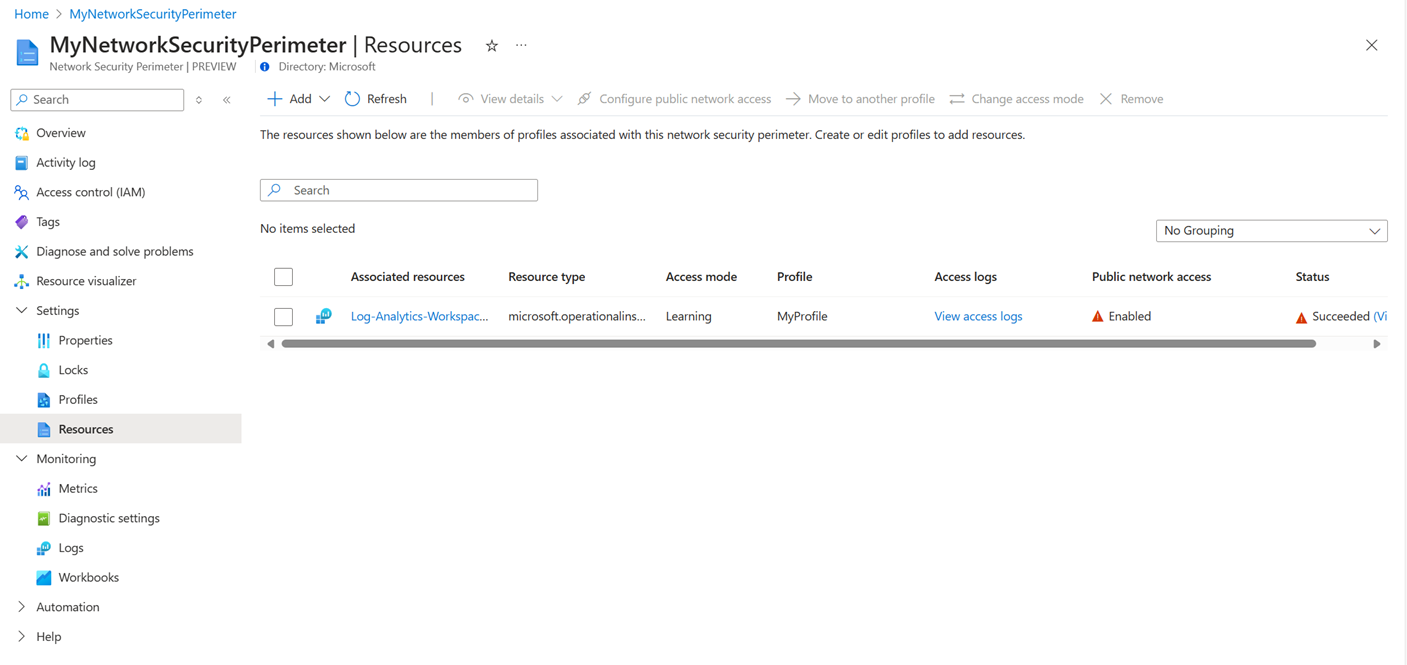 Home > MyNetworkSecurityPerimeter
MyNetworkSecurityPerimeter | Resources
Network Security Perimeter | PREVIEW Directory: Microsoft
Search
Overview
Activity log
Access control (IAM)
Tags
Diagnose and solve problems
Resource visualizer
Settings
Properties
Locks
Profiles
Resources
Monitoring
Metrics
Diagnostic settings
Logs
Workbooks
Automation
Help
Add Refresh | View details Configure public network access Move to another profile Change access mode Remove
The resources shown below are the members of profiles associated with this network security perimeter. Create or edit profiles to add resources.
Search
No items selected
No Grouping
Associated resources Resource type Access mode Profile Access logs Public network access Status
Log-Analytics-Workspac... microsoft.operationalins... Learning MyProfile View access logs Enabled Succeeded (Vi